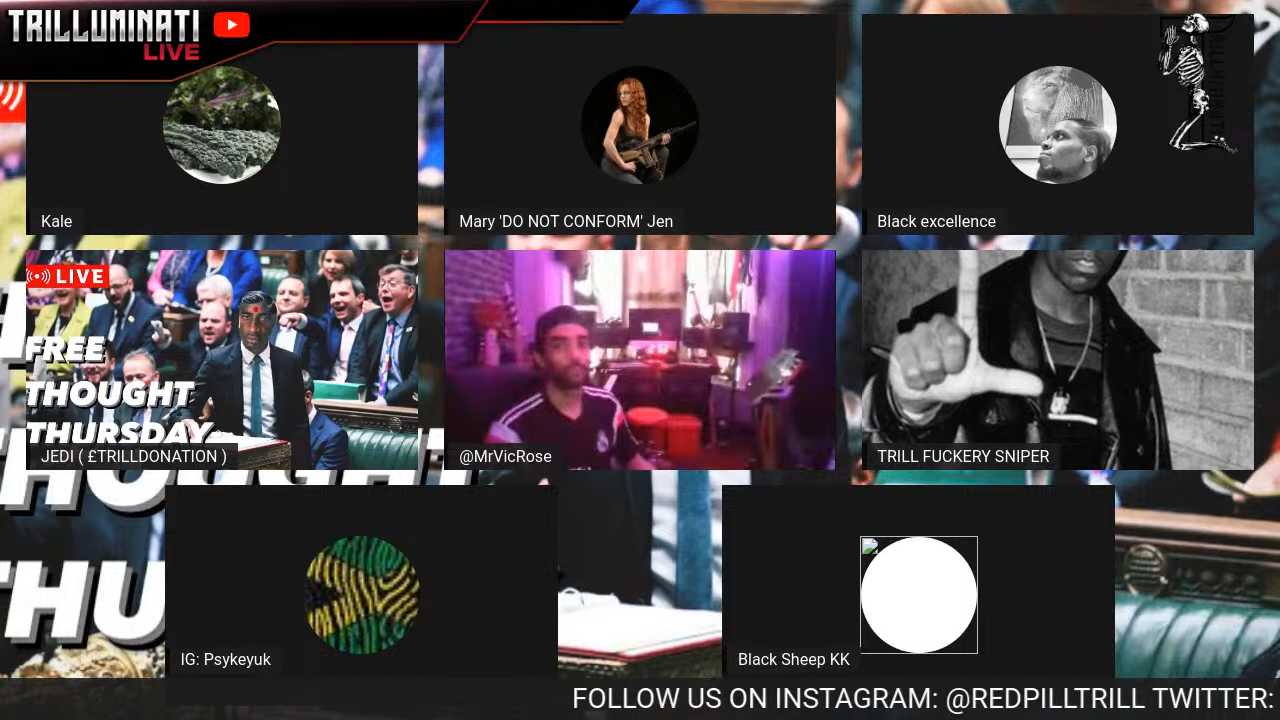 TRILLUMINATI
LIVE
Kale
Mary 'DO NOT CONFORM' Jen
Black excellence
LIVE
FREE
THOUGHT
THURSDAY
JEDI ( £TRILLDONATION )
@MrVicRose
TRILL FUCKERY SNIPER
IG: Psykeyuk
Black Sheep KK
FOLLOW US ON INSTAGRAM: @REDPILLTRILL TWITTER: